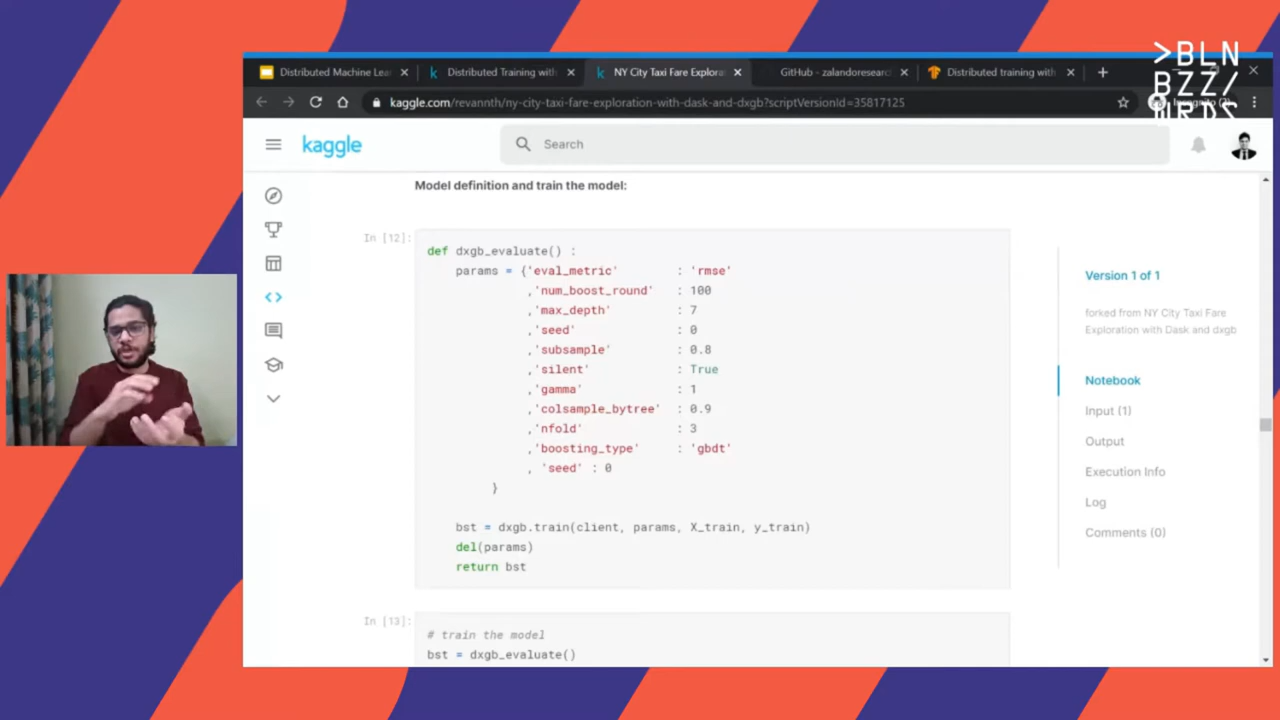 >BLN
BZZ/
WRDS
Distributed Machine Lea
Distributed Training with
NY City Taxi Fare Explora
GitHub - zalandoresearc
Distributed training with
kaggle.com/revannth/ny-city-taxi-fare-exploration-with-dask-and-dxgb?scriptVersionId=35817125
kaggle
Search
Model definition and train the model:
In [12]:
def dxgb_evaluate() :
params = {'eval_metric' : 'rmse'
,'num_boost_round' : 100
,'max_depth' : 7
,'seed' : 0
,'subsample' : 0.8
,'silent' : True
,'gamma' : 1
,'colsample_bytree' : 0.9
,'nfold' : 3
,'boosting_type' : 'gbdt'
, 'seed' : 0
}
bst = dxgb.train(client, params, X_train, y_train)
del(params)
return bst
In [13]:
# train the model
bst = dxgb_evaluate()
Version 1 of 1
forked from NY City Taxi Fare
Exploration with Dask and dxgb
Notebook
Input (1)
Output
Execution Info
Log
Comments (0)